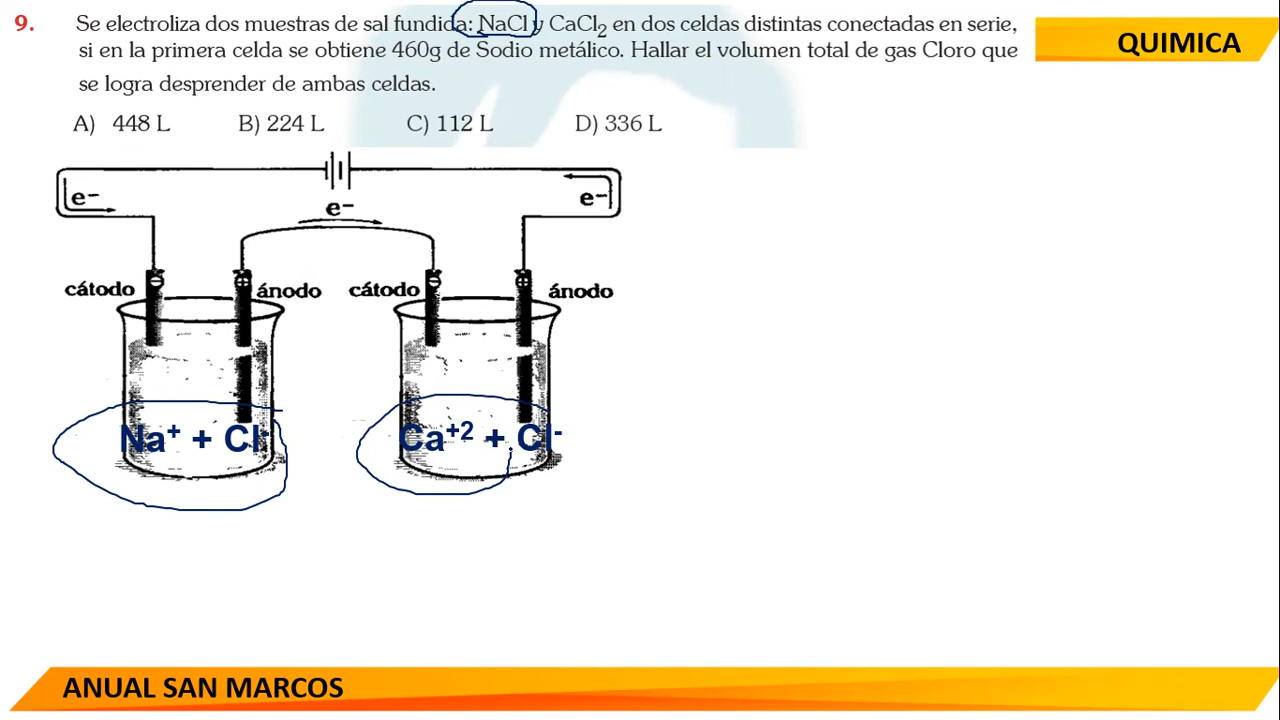 9. Se electroliza dos muestras de sal fundida: NaCl y CaCl₂ en dos celdas distintas conectadas en serie,
si en la primera celda se obtiene 460g de Sodio metálico. Hallar el volumen total de gas Cloro que
se logra desprender de ambas celdas.
A) 448 L B) 224 L C) 112 L D) 336 L
QUIMICA
e⁻ e⁻ e⁻
cátodo ⊖ ⊕ ánodo cátodo ⊖ ⊕ ánodo
Na⁺ + Cl⁻ Ca⁺² + Cl⁻
ANUAL SAN MARCOS